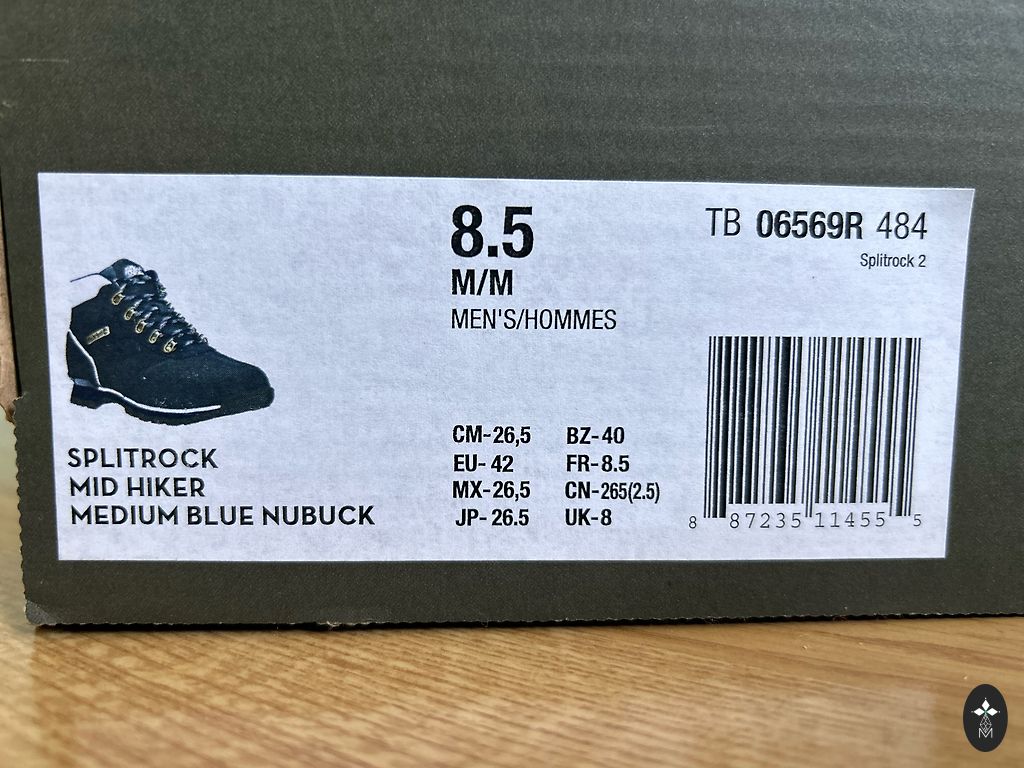 8.5
M/M
MEN'S/HOMMES
TB 06569R 484
Splitrock 2
SPLITROCK
MID HIKER
MEDIUM BLUE NUBUCK
CM-26,5 BZ-40
EU- 42 FR-8.5
MX-26,5 CN-265(2.5)
JP- 26.5 UK-8
8 87235 11455 5
M